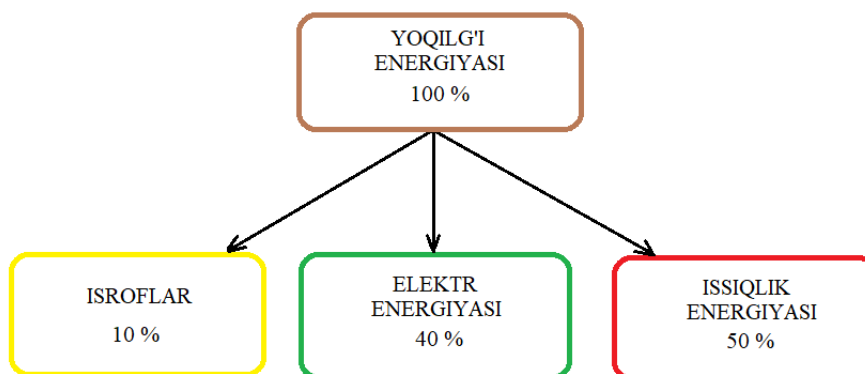 YOQILG'I
ENERGIYASI
100 %
ISROFLAR
10 %
ELEKTR
ENERGIYASI
40 %
ISSIQLIK
ENERGIYASI
50 %